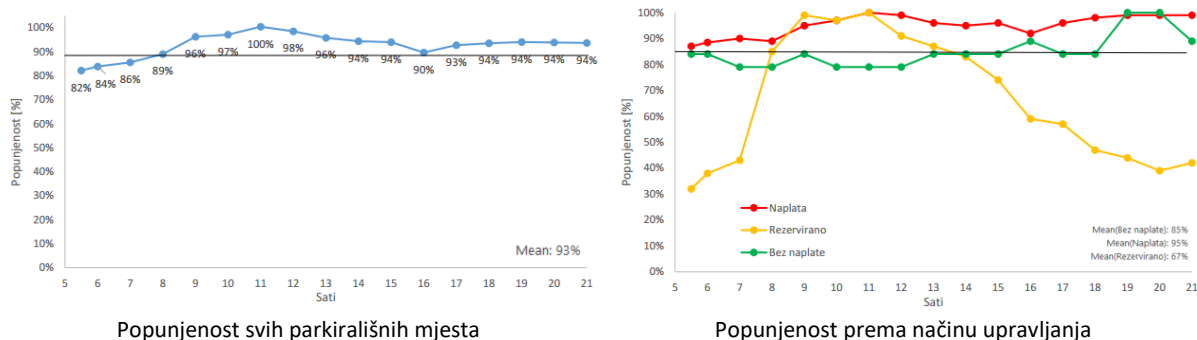 100%
90%
80%
70%
60%
50%
40%
30%
20%
10%
0%
Popunjenost [%]
82%
84%
86%
89%
96%
97%
100%
98%
96%
94%
94%
90%
93%
94%
94%
94%
94%
Mean: 93%
5 6 7 8 9 10 11 12 13 14 15 16 17 18 19 20 21
Sati
Popunjenost svih parkirališnih mjesta
100%
90%
80%
70%
60%
50%
40%
30%
20%
10%
0%
Popunjenost [%]
Naplata
Rezervirano
Bez naplate
Mean(Bez naplate): 85%
Mean(Naplata): 95%
Mean(Rezervirano): 67%
5 6 7 8 9 10 11 12 13 14 15 16 17 18 19 20 21
Sati
Popunjenost prema načinu upravljanja